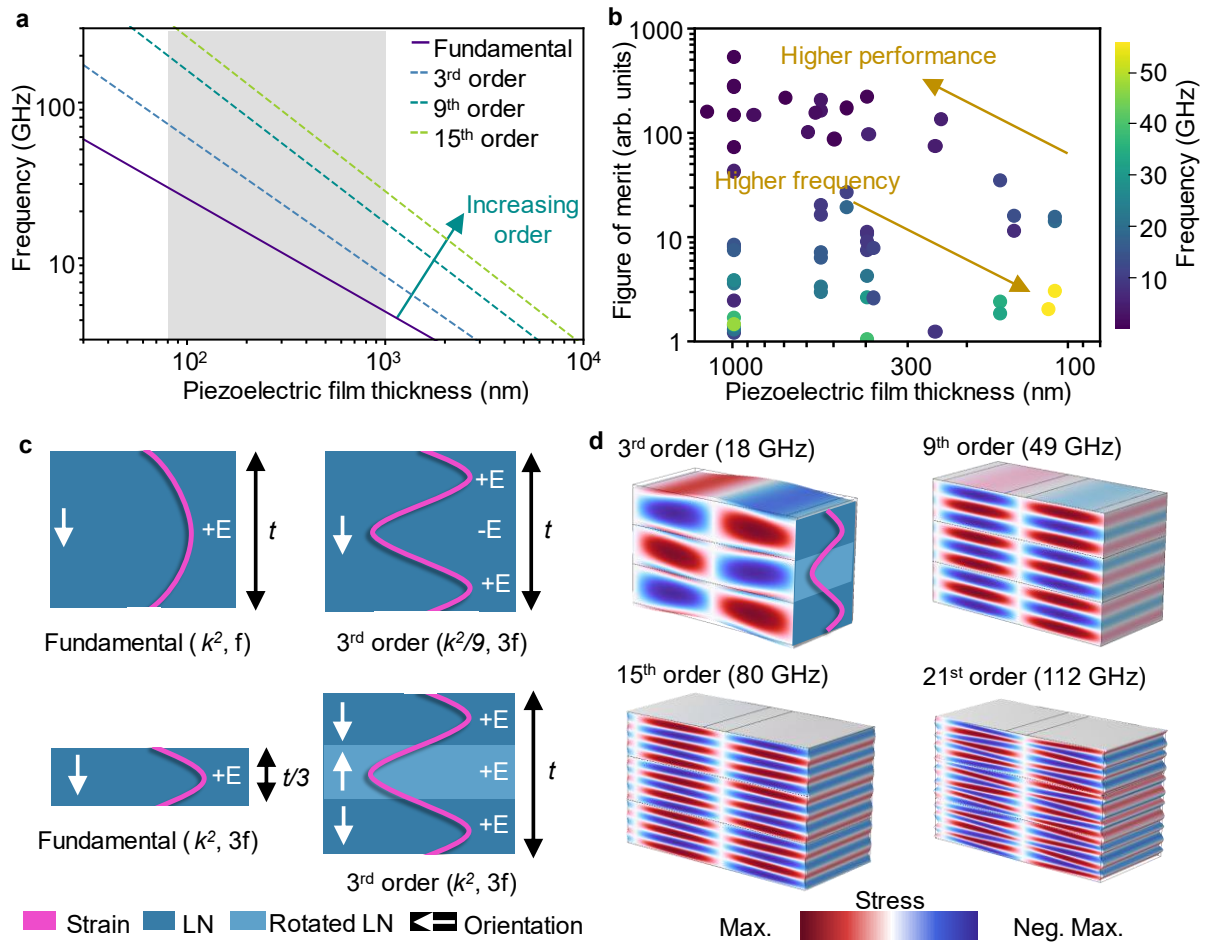 a
Frequency (GHz)
100
10
10²
10³
10⁴
Piezoelectric film thickness (nm)
Fundamental
3rd order
9th order
15th order
Increasing
order
b
Figure of merit (arb. units)
1000
100
10
1
1000
300
100
Piezoelectric film thickness (nm)
Higher performance
Higher frequency
Frequency (GHz)
50
40
30
20
10
c
+E
t
Fundamental (k², f)
+E
-E
+E
t
3rd order (k²/9, 3f)
+E
t/3
Fundamental (k², 3f)
+E
+E
+E
t
3rd order (k², 3f)
Strain
LN
Rotated LN
Orientation
d
3rd order (18 GHz)
9th order (49 GHz)
15th order (80 GHz)
21st order (112 GHz)
Stress
Max.
Neg. Max.